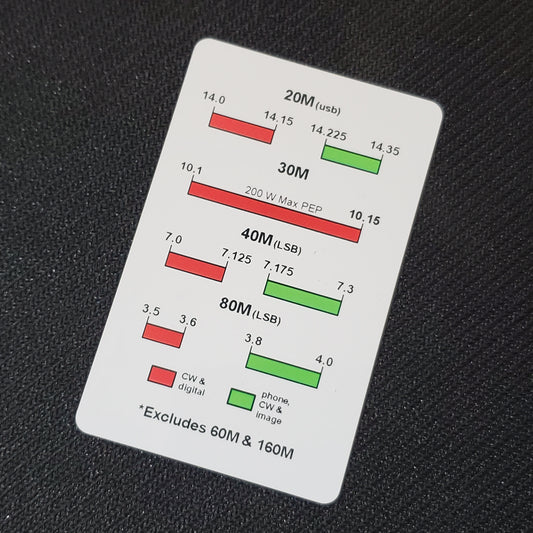 20M (usb)
14.0 14.15 14.225 14.35
30M
10.1 200 W Max PEP 10.15
40M (LSB)
7.0 7.125 7.175 7.3
80M (LSB)
3.5 3.6 3.8 4.0
CW &
digital
phone,
CW &
image
*Excludes 60M & 160M